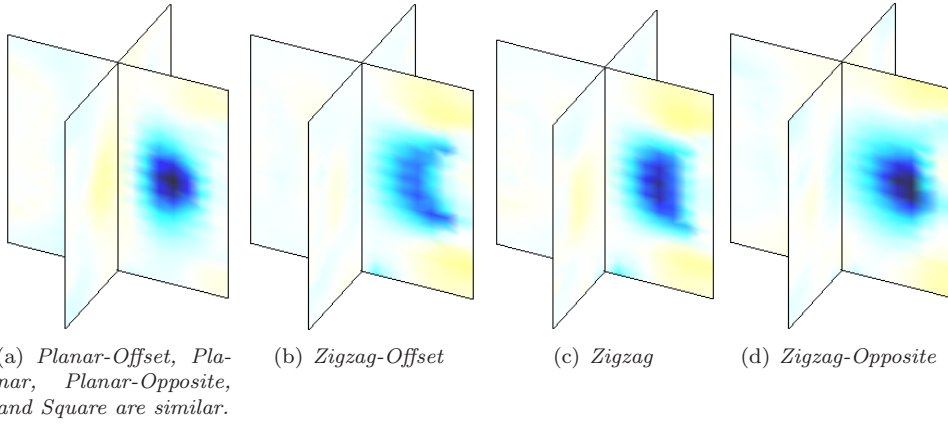 (a) Planar-Offset, Pla-
nar, Planar-Opposite,
and Square are similar.
(b) Zigzag-Offset
(c) Zigzag
(d) Zigzag-Opposite